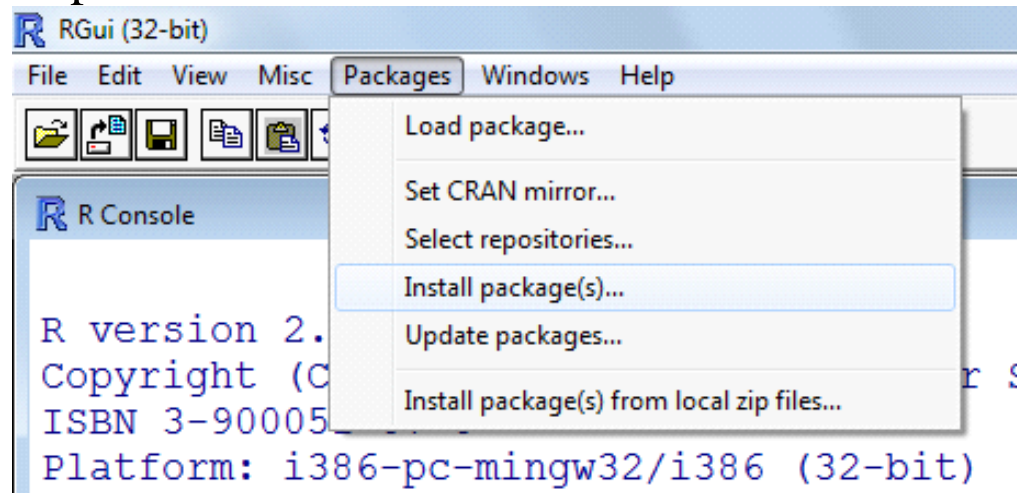 RGui (32-bit)
File Edit View Misc Packages Windows Help
Load package...
Set CRAN mirror...
R Console
Select repositories...
Install package(s)...
R version 2.
Update packages...
Copyright (C
Install package(s) from local zip files...
ISBN 3-90005
Platform: i386-pc-mingw32/i386 (32-bit)